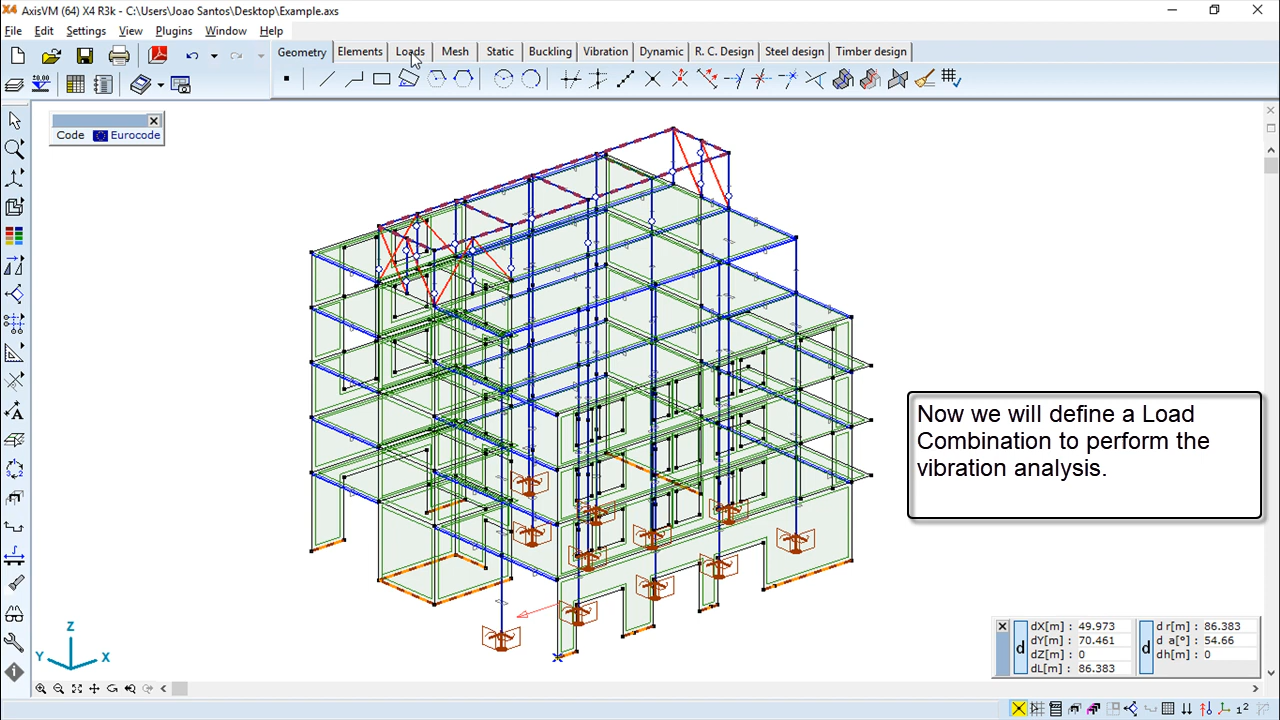 X4 AxisVM (64) X4 R3k - C:\Users\Joao Santos\Desktop\Example.axs
File Edit Settings View Plugins Window Help
Geometry Elements Loads Mesh Static Buckling Vibration Dynamic R. C. Design Steel design Timber design
Code Eurocode
Now we will define a Load
Combination to perform the
vibration analysis.
Z
Y X
d dX[m] : 49.973
dY[m] : 70.461
dZ[m] : 0
dL[m] : 86.383
d d r[m] : 86.383
d a[°] : 54.66
dh[m] : 0